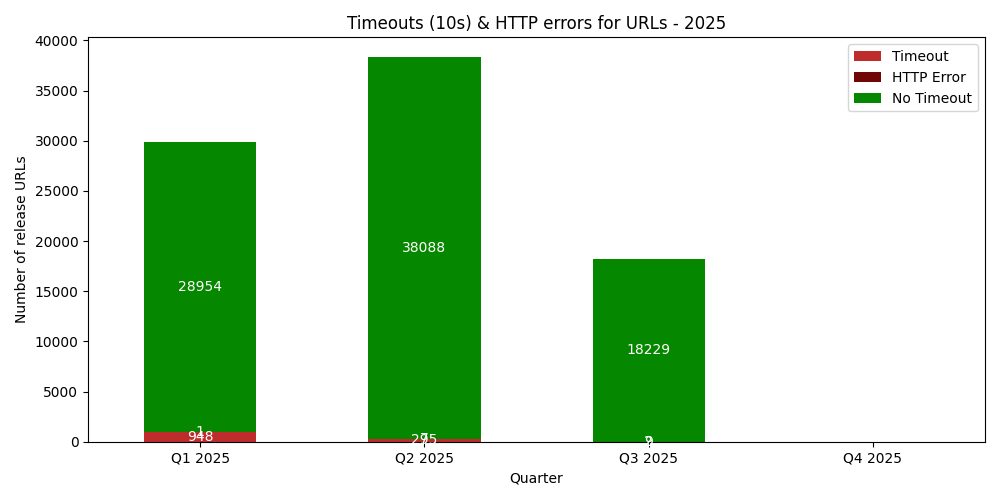 Timeouts (10s) & HTTP errors for URLs - 2025
Number of release URLs
40000
35000
30000
25000
20000
15000
10000
5000
0
Timeout
HTTP Error
No Timeout
28954
1
948
38088
295
18229
Q1 2025
Q2 2025
Q3 2025
Q4 2025
Quarter